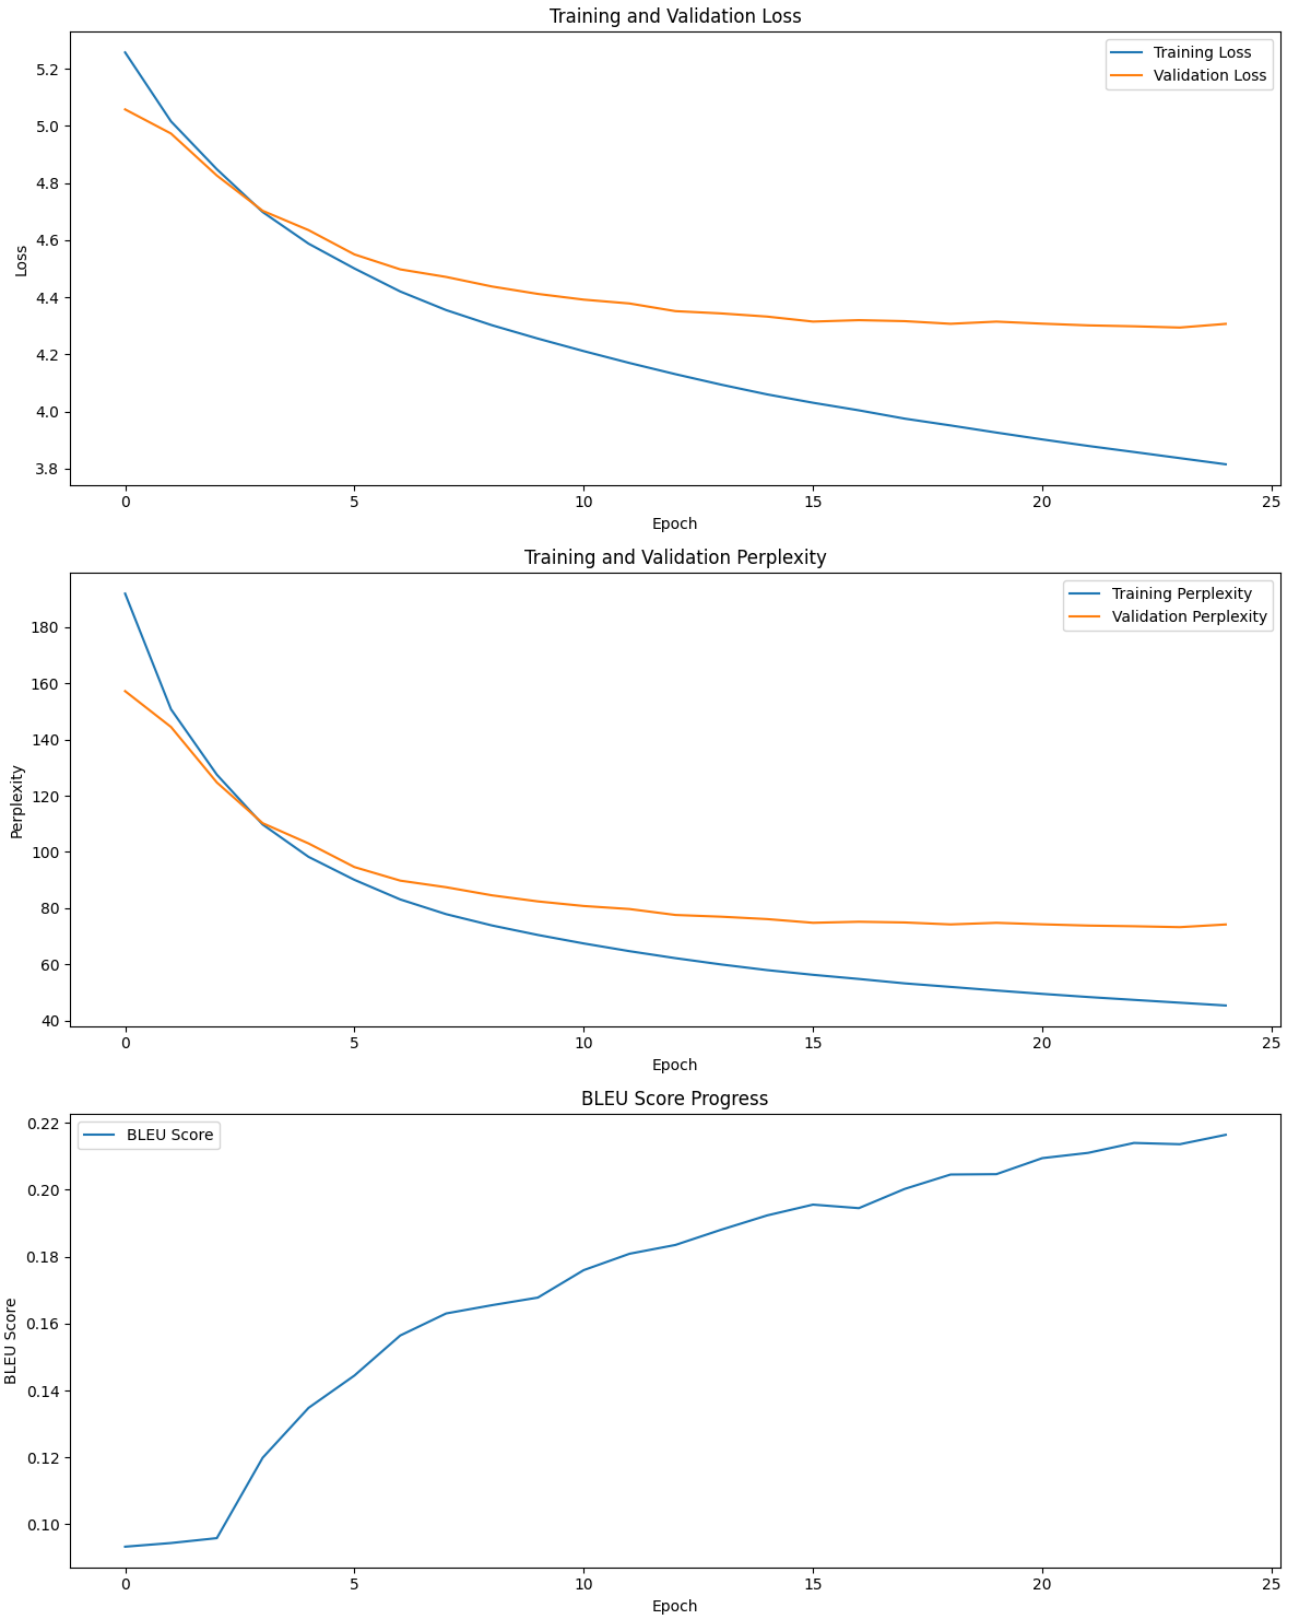 Training and Validation Loss
Training Loss
Validation Loss
5.2
5.0
4.8
4.6
4.4
4.2
4.0
3.8
Loss
0 5 10 15 20 25
Epoch
Training and Validation Perplexity
Training Perplexity
Validation Perplexity
180
160
140
120
100
80
60
40
Perplexity
0 5 10 15 20 25
Epoch
BLEU Score Progress
BLEU Score
0.22
0.20
0.18
0.16
0.14
0.12
0.10
BLEU Score
0 5 10 15 20 25
Epoch